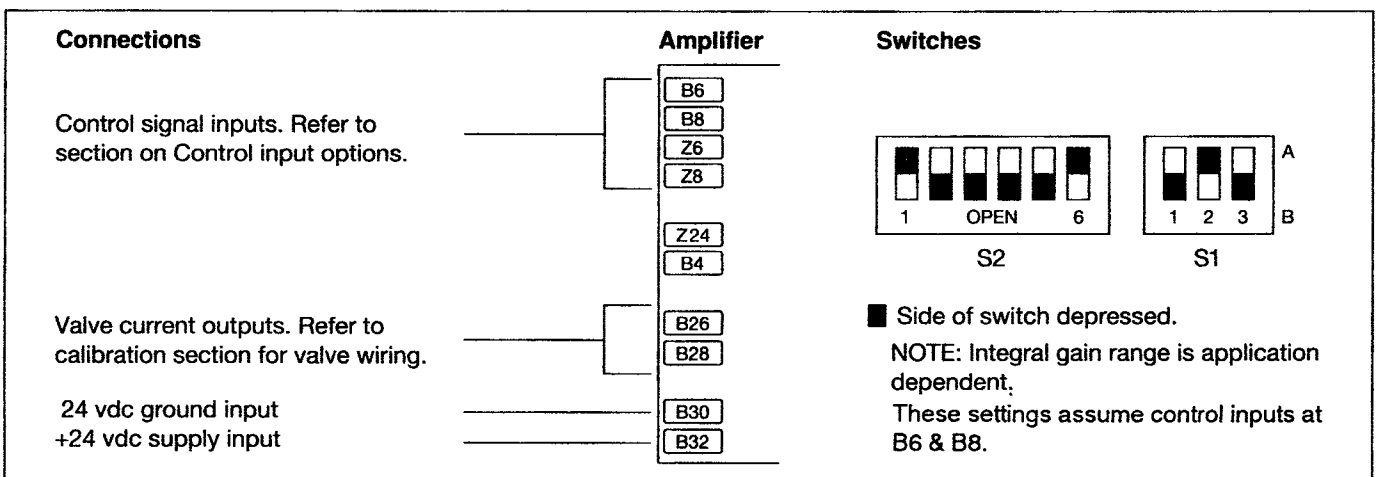 Connections
Amplifier
Switches
B6
B8
Z6
Z8
Control signal inputs. Refer to
section on Control input options.
Z24
B4
Valve current outputs. Refer to
calibration section for valve wiring.
B26
B28
24 vdc ground input
B30
+24 vdc supply input
B32
A
1 OPEN 6
1 2 3 B
S2
S1
Side of switch depressed.
NOTE: Integral gain range is application
dependent.
These settings assume control inputs at
B6 & B8.